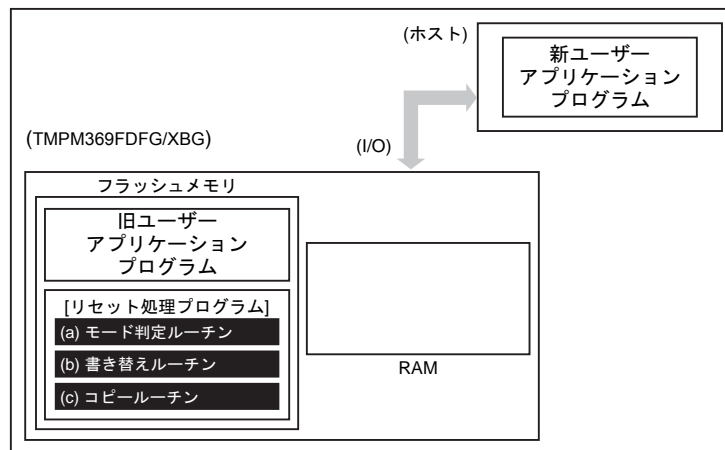 (ホスト)
新ユーザー
アプリケーション
プログラム
(TMPM369FDFG/XBG)
(I/O)
フラッシュメモリ
旧ユーザー
アプリケーション
プログラム
[リセット処理プログラム]
(a) モード判定ルーチン
(b) 書き替えルーチン
(c) コピールーチン
RAM